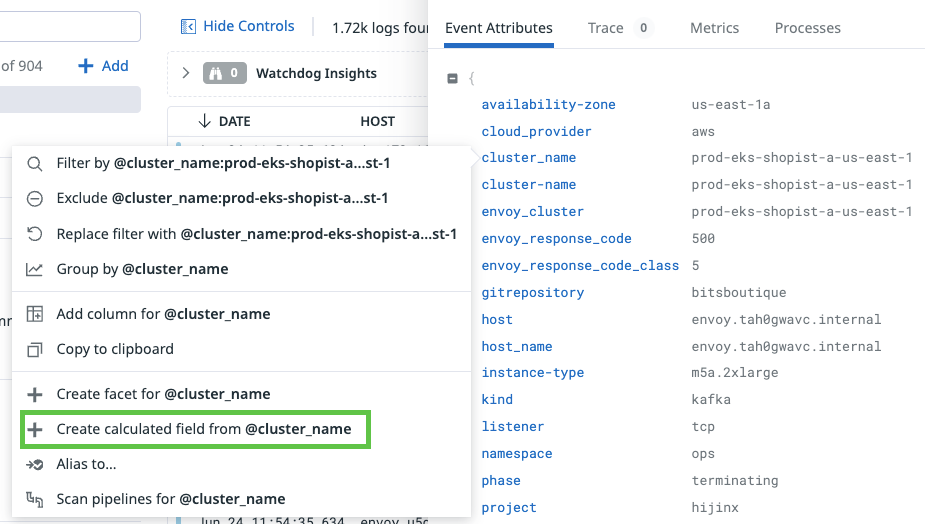 Hide Controls
1.72k logs four
of 904
Add
0
Watchdog Insights
DATE
HOST
Filter by @cluster_name:prod-eks-shopist-a...st-1
Exclude @cluster_name:prod-eks-shopist-a...st-1
Replace filter with @cluster_name:prod-eks-shopist-a...st-1
Group by @cluster_name
Add column for @cluster_name
Copy to clipboard
Create facet for @cluster_name
Create calculated field from @cluster_name
Alias to...
Scan pipelines for @cluster_name
Jun 24 11:54:35.634 envoy
Event Attributes Trace 0 Metrics Processes
{
availability-zone us-east-1a
cloud_provider aws
cluster_name prod-eks-shopist-a-us-east-1
cluster-name prod-eks-shopist-a-us-east-1
envoy_cluster prod-eks-shopist-a-us-east-1
envoy_response_code 500
envoy_response_code_class 5
gitrepository bitsboutique
host envoy.tah0gwavc.internal
host_name envoy.tah0gwavc.internal
instance-type m5a.2xlarge
kind kafka
listener tcp
namespace ops
phase terminating
project hijinx